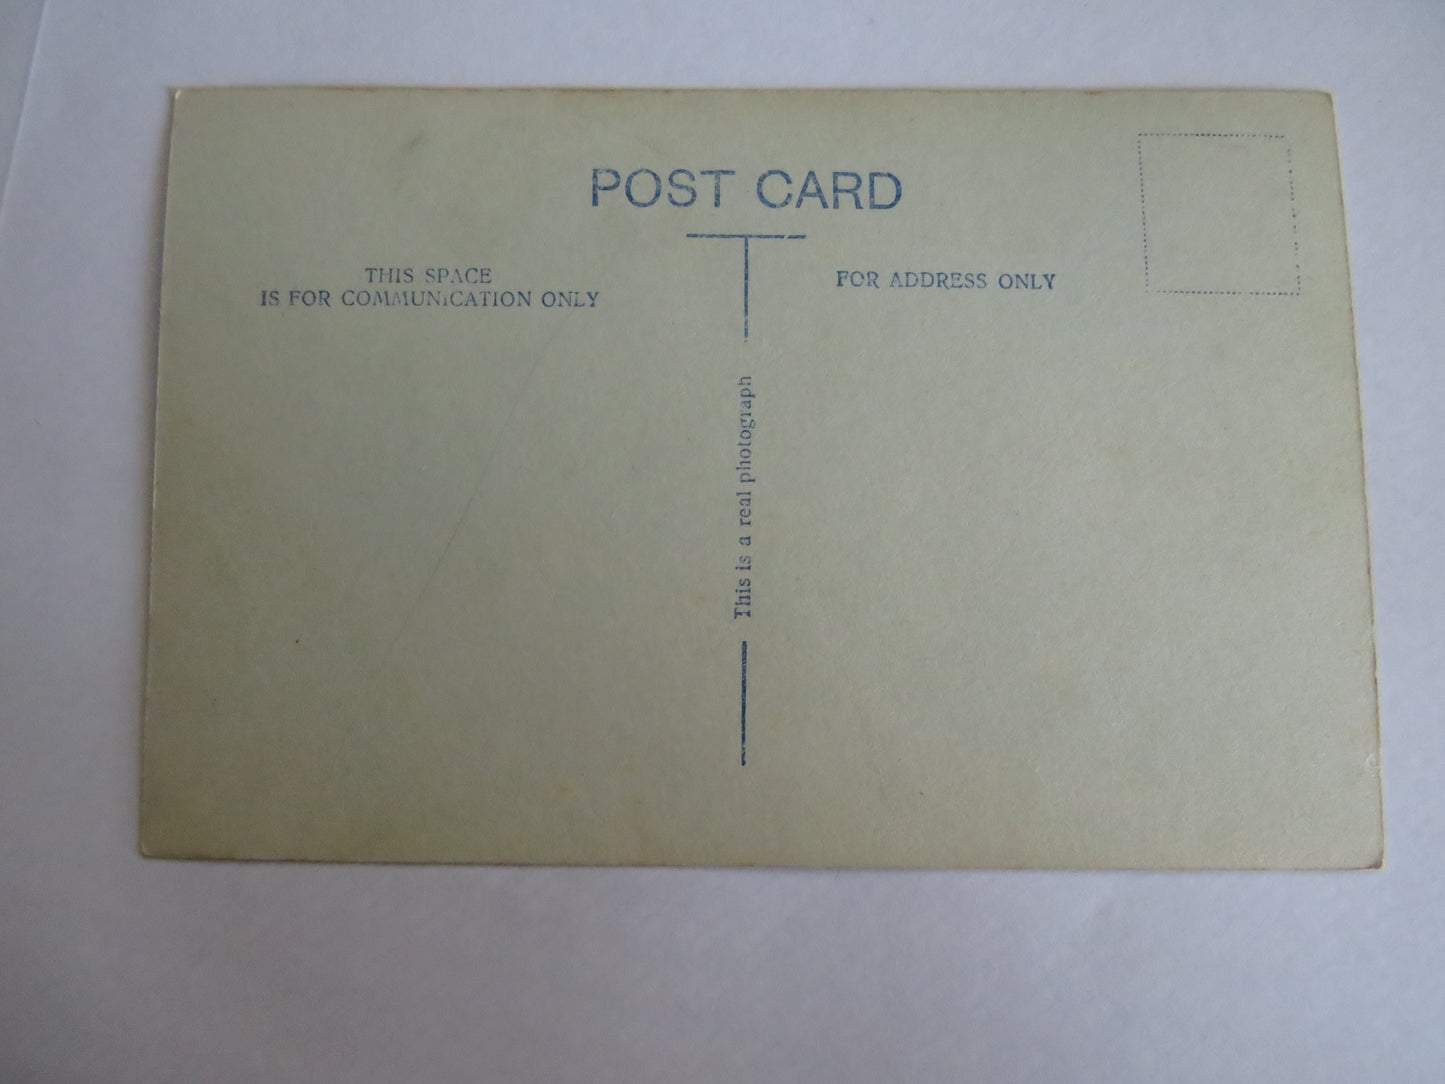 POST CARD
THIS SPACE
IS FOR COMMUNICATION ONLY
FOR ADDRESS ONLY
This is a real photograph